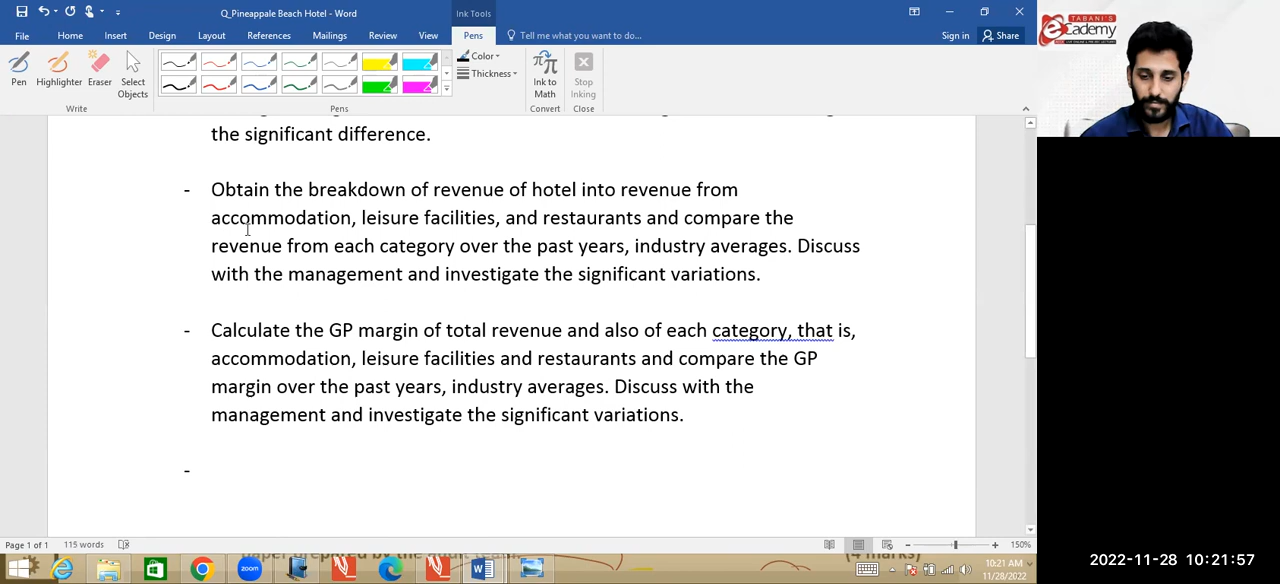 Q_Pineappale Beach Hotel - Word
Ink Tools
File Home Insert Design Layout References Mailings Review View Pens Tell me what you want to do... Sign in Share
TABANI'S
Pen Highlighter Eraser Select Objects
Color
Thickness
Ink to Math
Stop Inking
Write Pens Convert Close
the significant difference.
- Obtain the breakdown of revenue of hotel into revenue from
accommodation, leisure facilities, and restaurants and compare the
revenue from each category over the past years, industry averages. Discuss
with the management and investigate the significant variations.
- Calculate the GP margin of total revenue and also of each category, that is,
accommodation, leisure facilities and restaurants and compare the GP
margin over the past years, industry averages. Discuss with the
management and investigate the significant variations.
-
Page 1 of 1 115 words 150%
zoom
10:21 AM
11/28/2022
2022-11-28 10:21:57